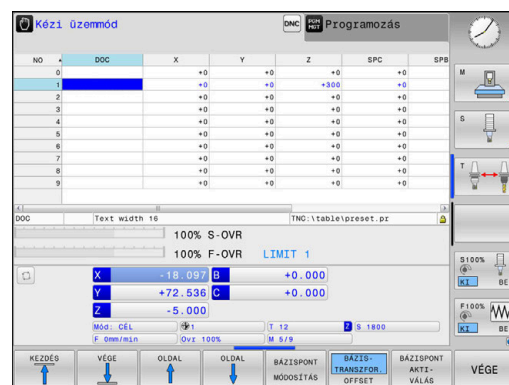 Kézi üzemmód
DNC PGM MGT Programozás
NO DOC X Y Z SPC SPB
0 +0 +0 +0 +0
1 +0 +0 +300 +0
2 +0 +0 +0 +0
3 +0 +0 +0 +0
4 +0 +0 +0 +0
5 +0 +0 +0 +0
6 +0 +0 +0 +0
7 +0 +0 +0 +0
8 +0 +0 +0 +0
9 +0 +0 +0 +0
DOC Text width 16 TNC:\table\preset.pr
100% S-OVR
100% F-OVR LIMIT 1
X -18.097 B +0.000
Y +72.536 C +0.000
Z -5.000
Mód: CÉL 1 T 12 Z S 1800
F 0mm/min Ovr 100% M 5/9
M
S
T
S100%
KI BE
F100%
KI BE
KEZDÉS
VÉGE
OLDAL
OLDAL
BÁZISPONT
MÓDOSÍTÁS
BÁZIS-
TRANSZFOR.
OFFSET
BÁZISPONT
AKTI-
VÁLÁS
VÉGE